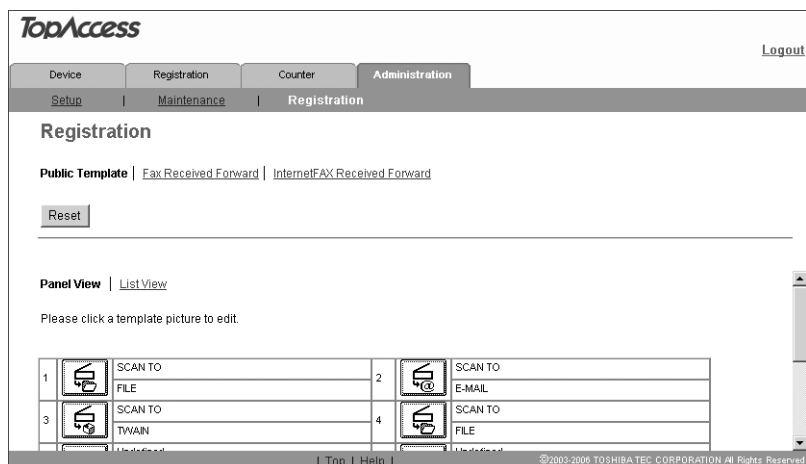 TopAccess
Logout
Device Registration Counter Administration
Setup | Maintenance | Registration
Registration
Public Template | Fax Received Forward | InternetFAX Received Forward
Reset
Panel View | List View
Please click a template picture to edit.
1 SCAN TO FILE
2 SCAN TO E-MAIL
3 SCAN TO TWAIN
4 SCAN TO FILE
| Top | Help |
©2003-2006 TOSHIBA TEC CORPORATION All Rights Reserved